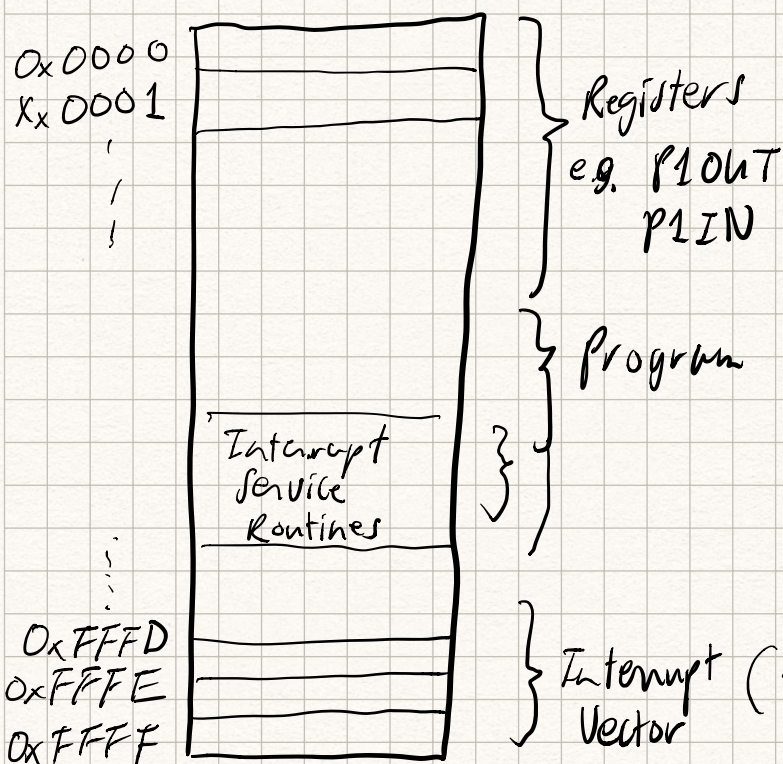 0x0000
Xx0001
Registers
e.g. P1OUT
P1IN
Program
Interrupt
Service
Routines
0xFFFD
0xFFFE
0xFFFF
Interrupt (
Vector